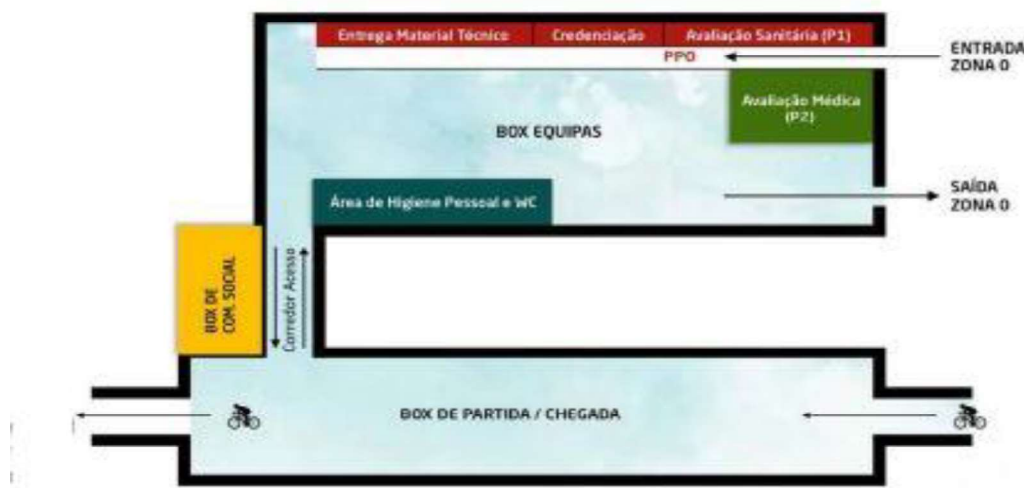 Entrega Material Técnico
Credenciação
Avaliação Sanitária (P1)
PPO
ENTRADA
ZONA 0
Avaliação Médica
(P2)
BOX EQUIPAS
SAÍDA
ZONA 0
Área de Higiene Pessoal e WC
BOX DE
COM. SOCIAL
Corredor Acesso
BOX DE PARTIDA / CHEGADA